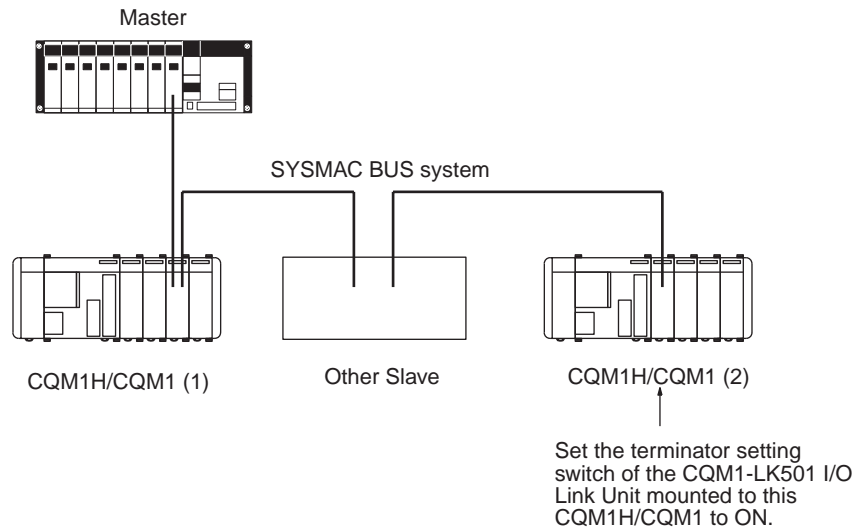 Master
SYSMAC BUS system
CQM1H/CQM1 (1)
Other Slave
CQM1H/CQM1 (2)
Set the terminator setting
switch of the CQM1-LK501 I/O
Link Unit mounted to this
CQM1H/CQM1 to ON.